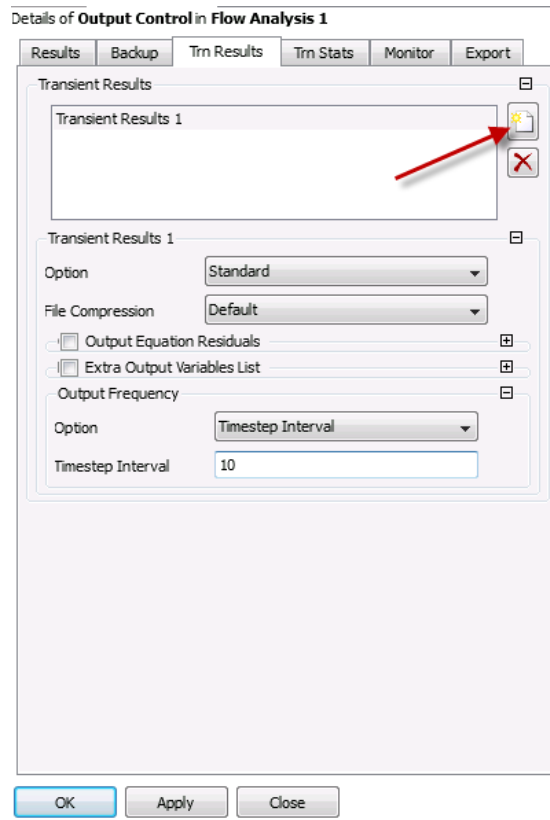 Details of Output Control in Flow Analysis 1
Results Backup Trn Results Trn Stats Monitor Export
Transient Results
Transient Results 1
Transient Results 1
Option Standard
File Compression Default
Output Equation Residuals
Extra Output Variables List
Output Frequency
Option Timestep Interval
Timestep Interval 10
OK Apply Close